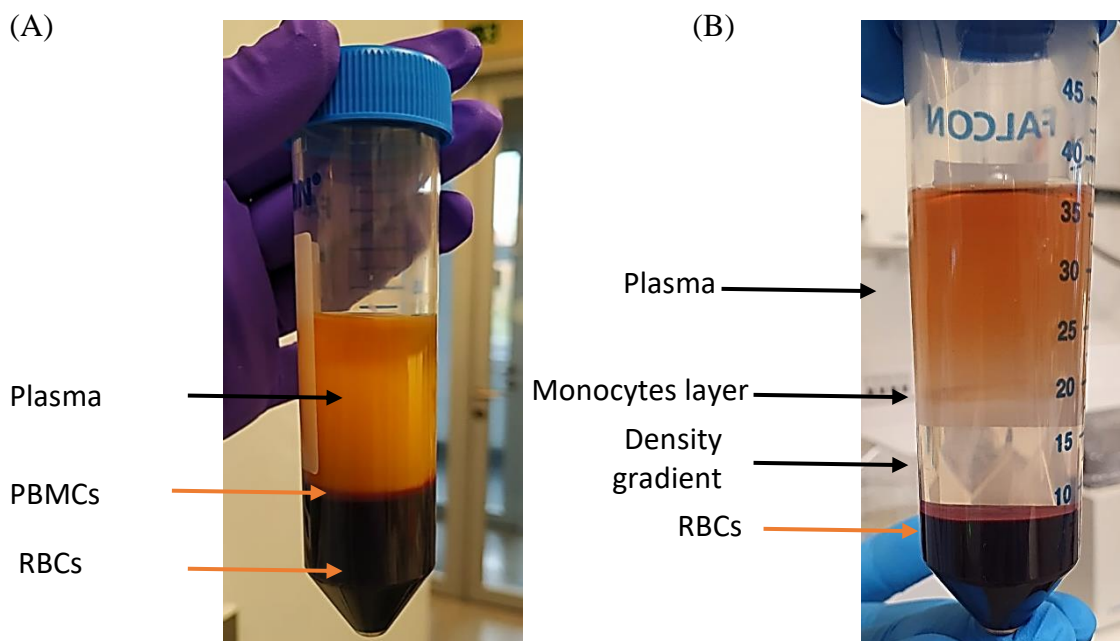 (A)
(B)
Plasma
PBMCs
RBCs
FALCON
45
40
35
30
25
20
15
10
Plasma
Monocytes layer
Density
gradient
RBCs